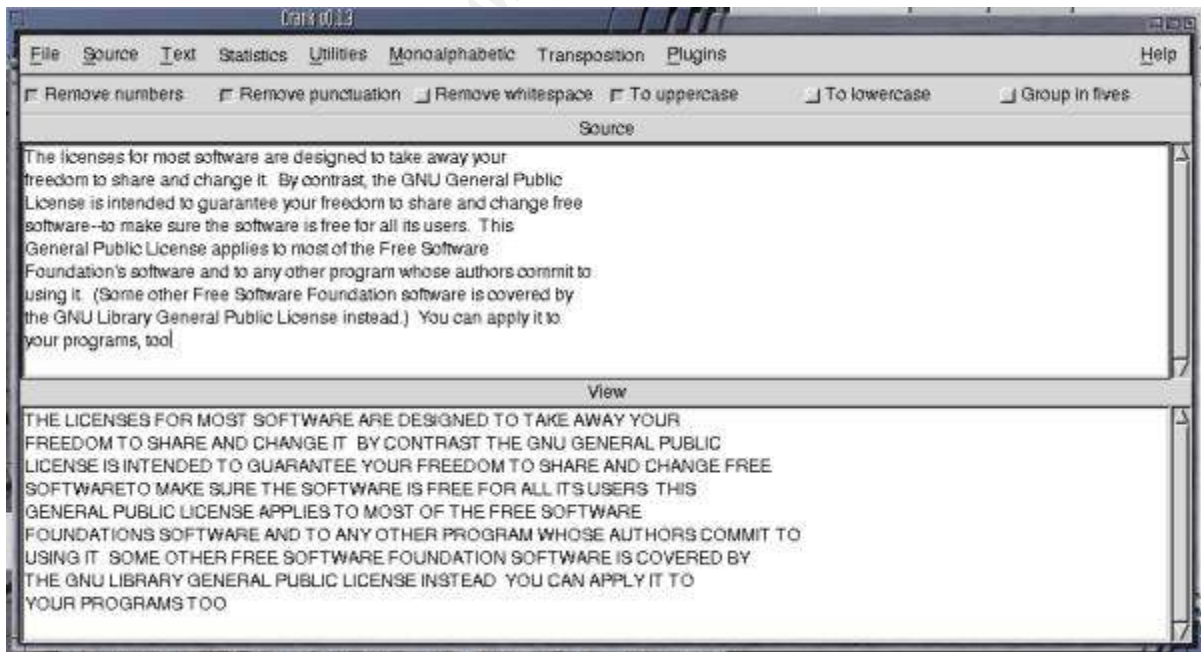 Crank v0.1.3
File Source Text Statistics Utilities Monoalphabetic Transposition Plugins Help
Remove numbers Remove punctuation Remove whitespace To uppercase To lowercase Group in fives
Source
The licenses for most software are designed to take away your
freedom to share and change it. By contrast, the GNU General Public
License is intended to guarantee your freedom to share and change free
software--to make sure the software is free for all its users. This
General Public License applies to most of the Free Software
Foundation's software and to any other program whose authors commit to
using it. (Some other Free Software Foundation software is covered by
the GNU Library General Public License instead.) You can apply it to
your programs, too
View
THE LICENSES FOR MOST SOFTWARE ARE DESIGNED TO TAKE AWAY YOUR
FREEDOM TO SHARE AND CHANGE IT BY CONTRAST THE GNU GENERAL PUBLIC
LICENSE IS INTENDED TO GUARANTEE YOUR FREEDOM TO SHARE AND CHANGE FREE
SOFTWARETO MAKE SURE THE SOFTWARE IS FREE FOR ALL ITS USERS THIS
GENERAL PUBLIC LICENSE APPLIES TO MOST OF THE FREE SOFTWARE
FOUNDATIONS SOFTWARE AND TO ANY OTHER PROGRAM WHOSE AUTHORS COMMIT TO
USING IT SOME OTHER FREE SOFTWARE FOUNDATION SOFTWARE IS COVERED BY
THE GNU LIBRARY GENERAL PUBLIC LICENSE INSTEAD YOU CAN APPLY IT TO
YOUR PROGRAMS TOO